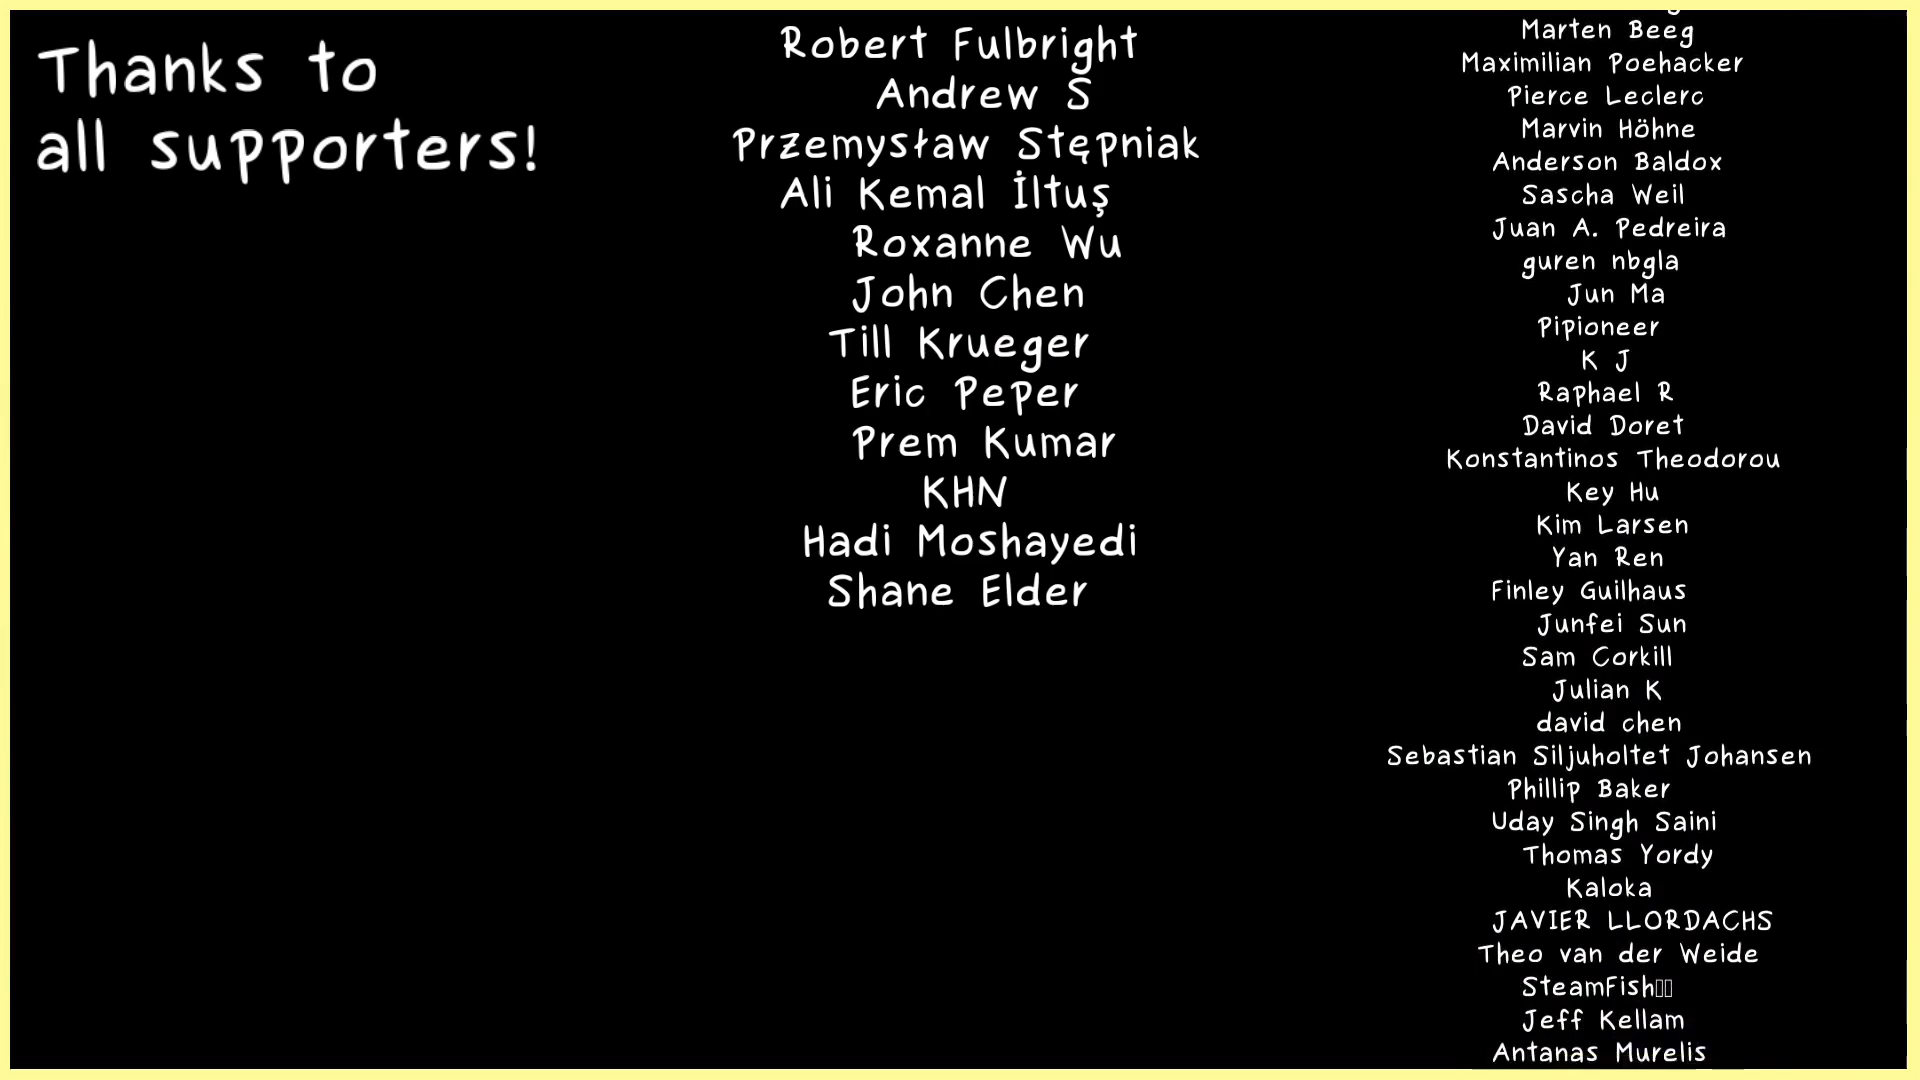 Thanks to
all supporters!
Robert Fulbright
Andrew S
Przemysław Stępniak
Ali Kemal İltuş
Roxanne Wu
John Chen
Till Krueger
Eric Peper
Prem Kumar
KHN
Hadi Moshayedi
Shane Elder
Marten Beeg
Maximilian Poehacker
Pierce Leclerc
Marvin Höhne
Anderson Baldox
Sascha Weil
Juan A. Pedreira
guren nbgla
Jun Ma
Pipioneer
K J
Raphael R
David Doret
Konstantinos Theodorou
Key Hu
Kim Larsen
Yan Ren
Finley Guilhaus
Junfei Sun
Sam Corkill
Julian K
david chen
Sebastian Siljuholtet Johansen
Phillip Baker
Uday Singh Saini
Thomas Yordy
Kaloka
JAVIER LLORDACHS
Theo van der Weide
SteamFish
Jeff Kellam
Antanas Murelis